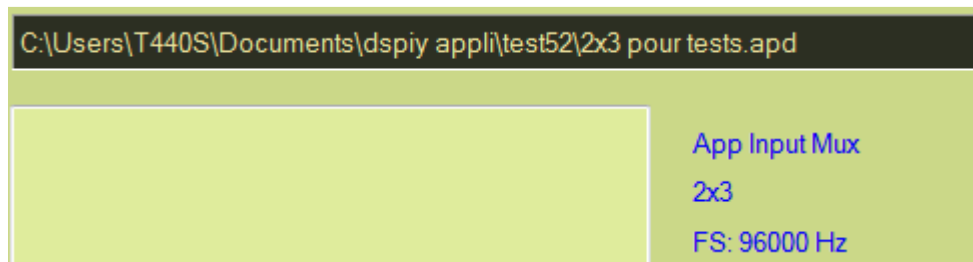 C:\Users\T440S\Documents\dspiy appli\test52\2x3 pour tests.apd
App Input Mux
2x3
FS: 96000 Hz